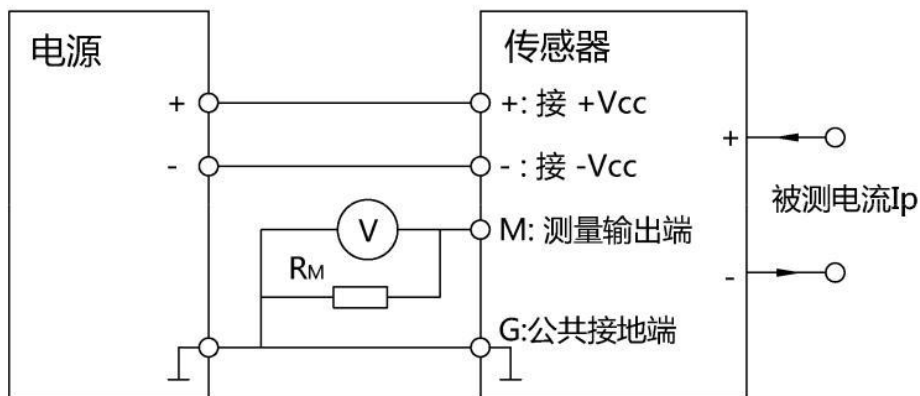 电源
传感器
+
+: 接 +Vcc
+
-
- : 接 -Vcc
被测电流Ip
V
M: 测量输出端
RM
-
G:公共接地端